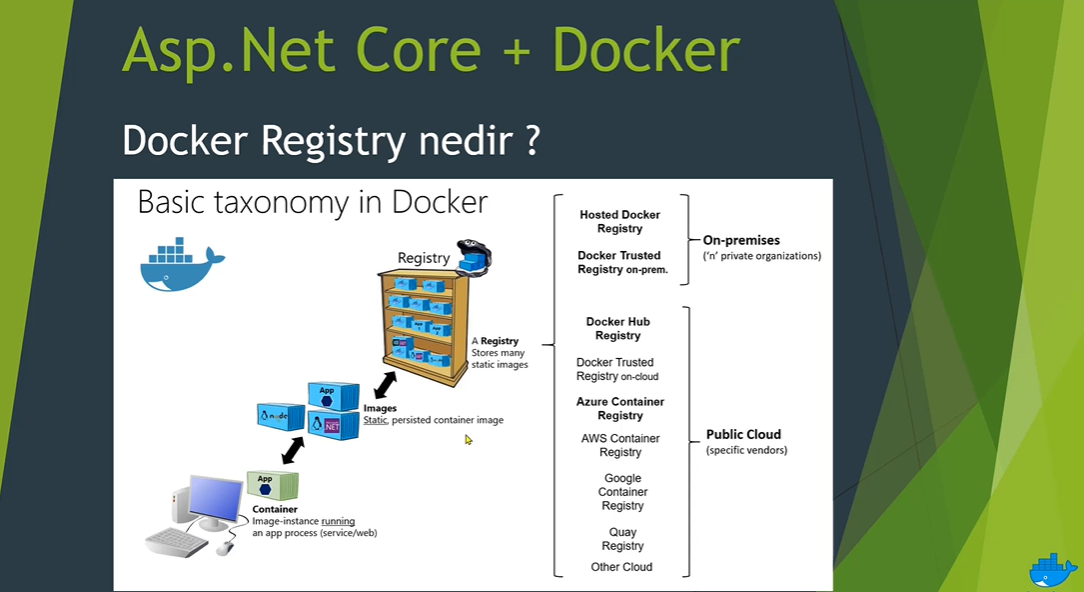 Asp.Net Core + Docker
Docker Registry nedir ?
Basic taxonomy in Docker
Registry
A Registry
Stores many
static images
App
node
.NET
Images
Static, persisted container image
App
Container
Image-instance running
an app process (service/web)
Hosted Docker
Registry
Docker Trusted
Registry on-prem.
On-premises
('n' private organizations)
Docker Hub
Registry
Docker Trusted
Registry on-cloud
Azure Container
Registry
AWS Container
Registry
Google
Container
Registry
Quay
Registry
Other Cloud
Public Cloud
(specific vendors)